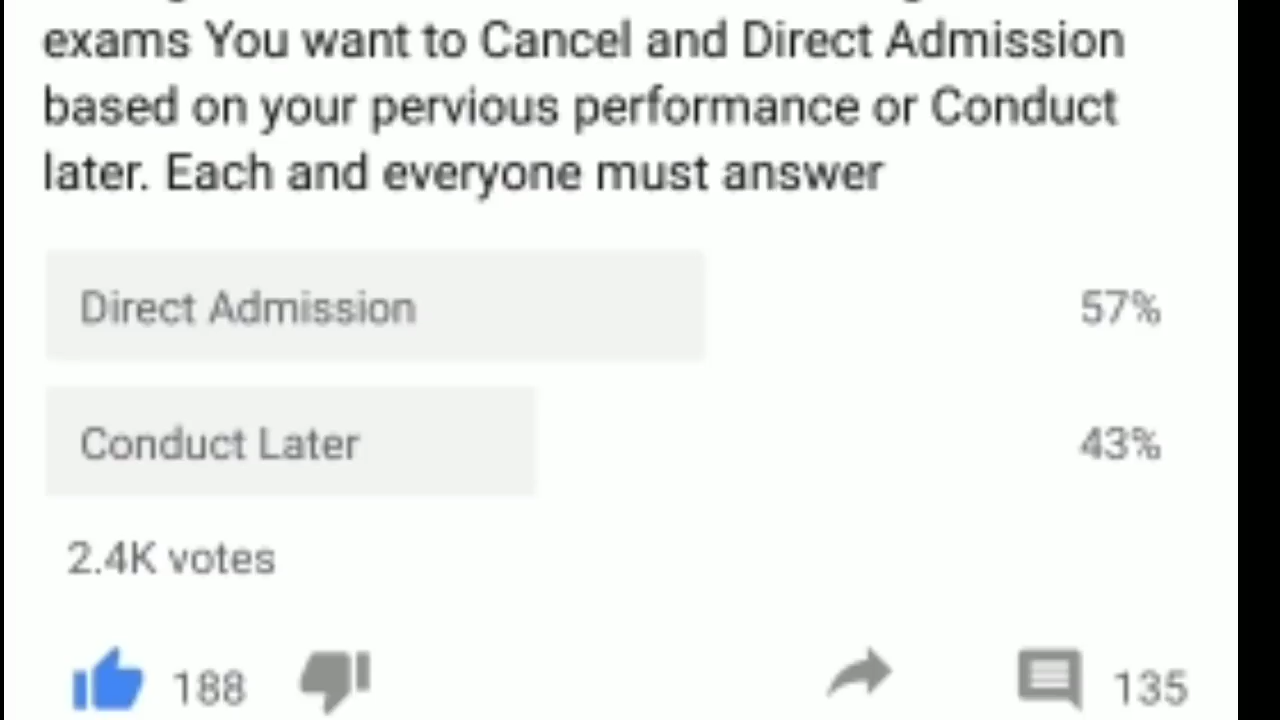 exams You want to Cancel and Direct Admission
based on your pervious performance or Conduct
later. Each and everyone must answer
Direct Admission 57%
Conduct Later 43%
2.4K votes
188 135